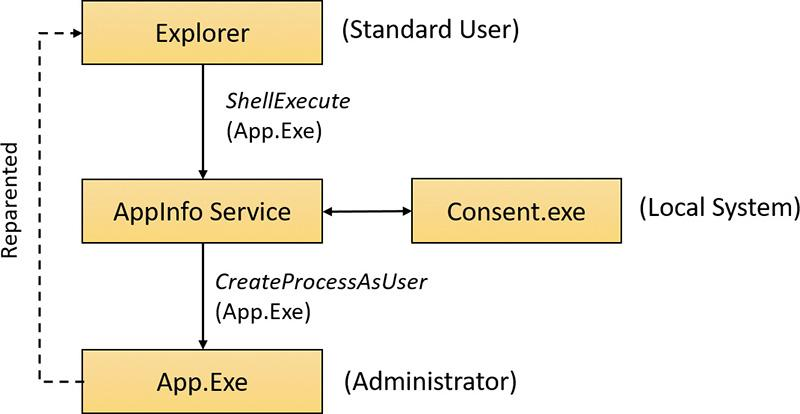 Explorer
(Standard User)
ShellExecute
(App.Exe)
Reparented
AppInfo Service
Consent.exe
(Local System)
CreateProcessAsUser
(App.Exe)
App.Exe
(Administrator)